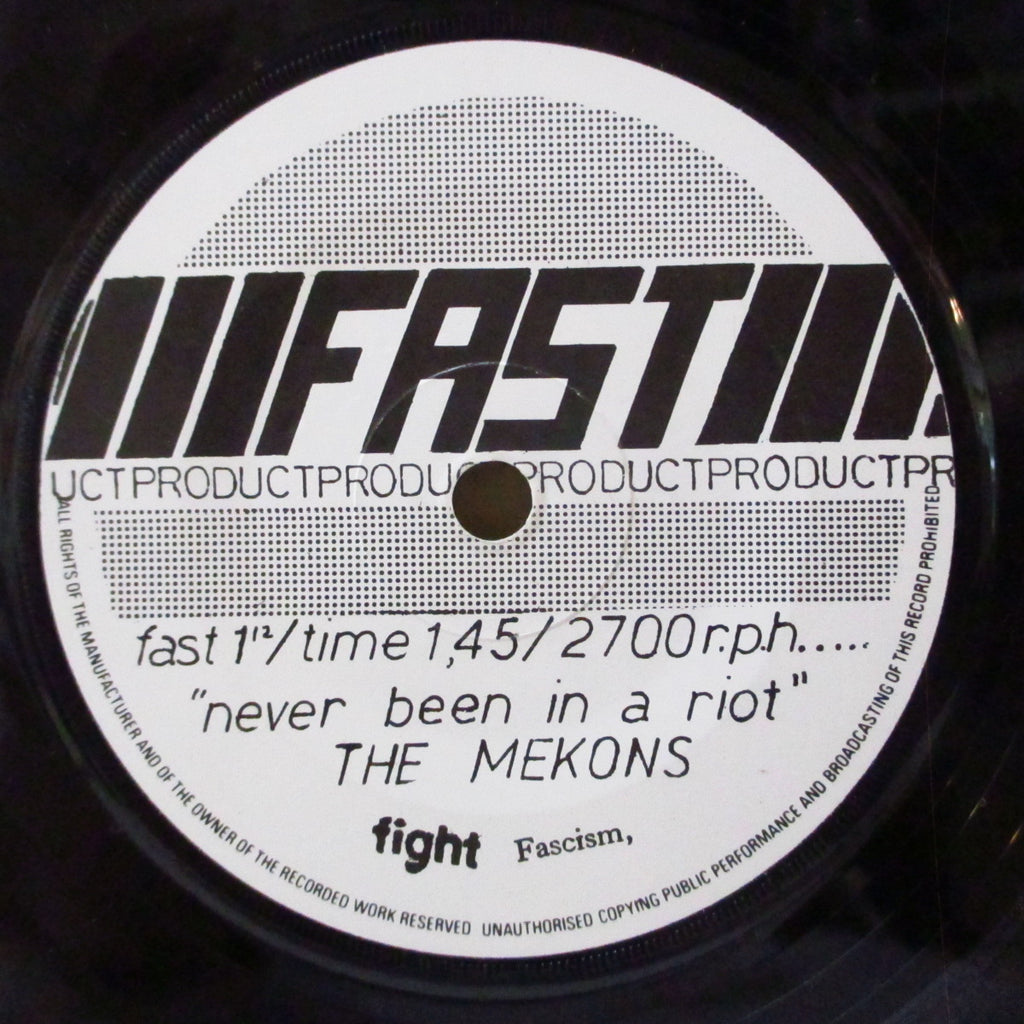 FAST
UCTPRODUCTPRODUC PRODUCTPRODUCTPR
fast 1"²/time 1,45/2700r.p.h.....
"never been in a riot"
THE MEKONS
fight Fascism,
ALL RIGHTS OF THE MANUFACTURER AND OF THE OWNER OF THE RECORDED WORK RESERVED UNAUTHORISED COPYING PUBLIC PERFORMANCE AND BROADCASTING OF THIS RECORD PROHIBITED